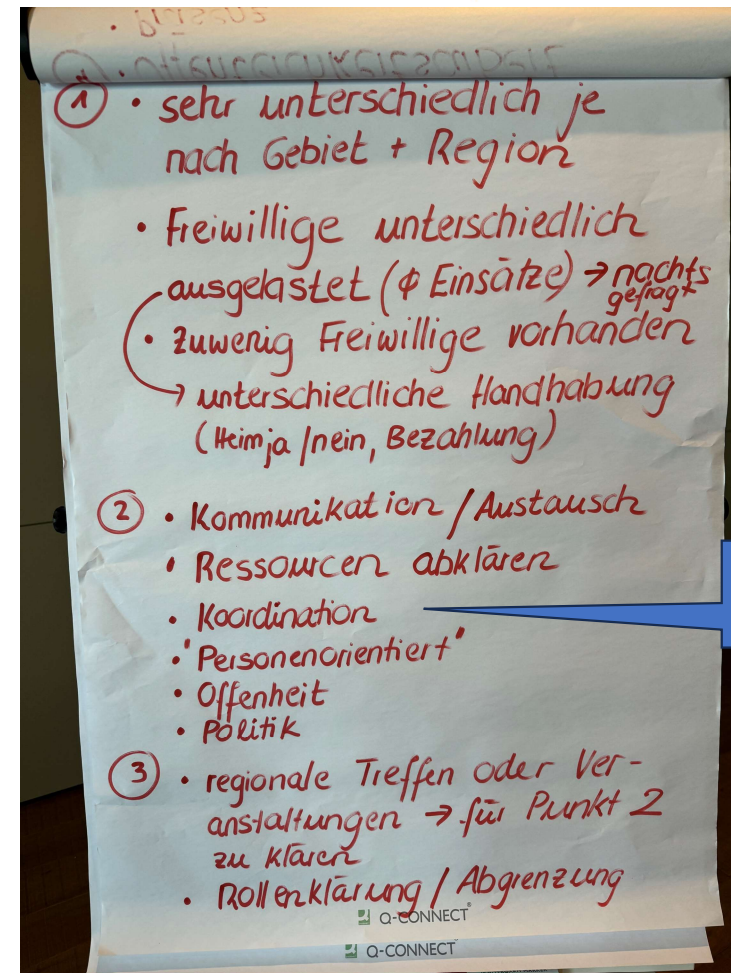 • Präsenz
• Öffentlichkeitsarbeit
1 • sehr unterschiedlich je
nach Gebiet + Region
• Freiwillige unterschiedlich
ausgelastet (ϕ Einsätze) → nachts
gefragt
• zuwenig Freiwillige vorhanden
→ unterschiedliche Handhabung
(Heim ja / nein, Bezahlung)
2 • Kommunikation / Austausch
• Ressourcen abklären
• Koordination
• "Personenorientiert"
• Offenheit
• Politik
3 • regionale Treffen oder Ver-
anstaltungen → für Punkt 2
zu klären
• Rollenklärung / Abgrenzung
Q-CONNECT
Q-CONNECT